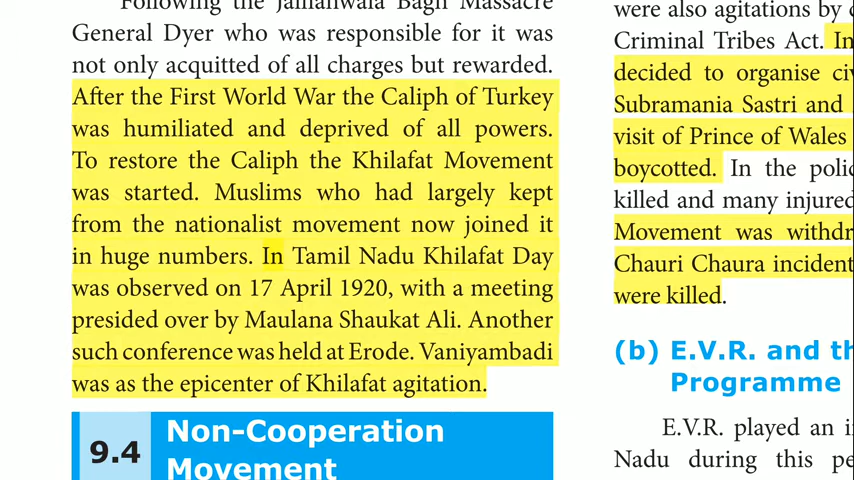 Following the Jallianwala Bagh Massacre
General Dyer who was responsible for it was
not only acquitted of all charges but rewarded.
After the First World War the Caliph of Turkey
was humiliated and deprived of all powers.
To restore the Caliph the Khilafat Movement
was started. Muslims who had largely kept
from the nationalist movement now joined it
in huge numbers. In Tamil Nadu Khilafat Day
was observed on 17 April 1920, with a meeting
presided over by Maulana Shaukat Ali. Another
such conference was held at Erode. Vaniyambadi
was as the epicenter of Khilafat agitation.
9.4 Non-Cooperation
Movement
were also agitations by
Criminal Tribes Act. In
decided to organise
Subramania Sastri and
visit of Prince of Wales
boycotted. In the
killed and many injured
Movement was
Chauri Chaura incident
were killed.
(b) E.V.R. and
Programme
E.V.R. played an
Nadu during this